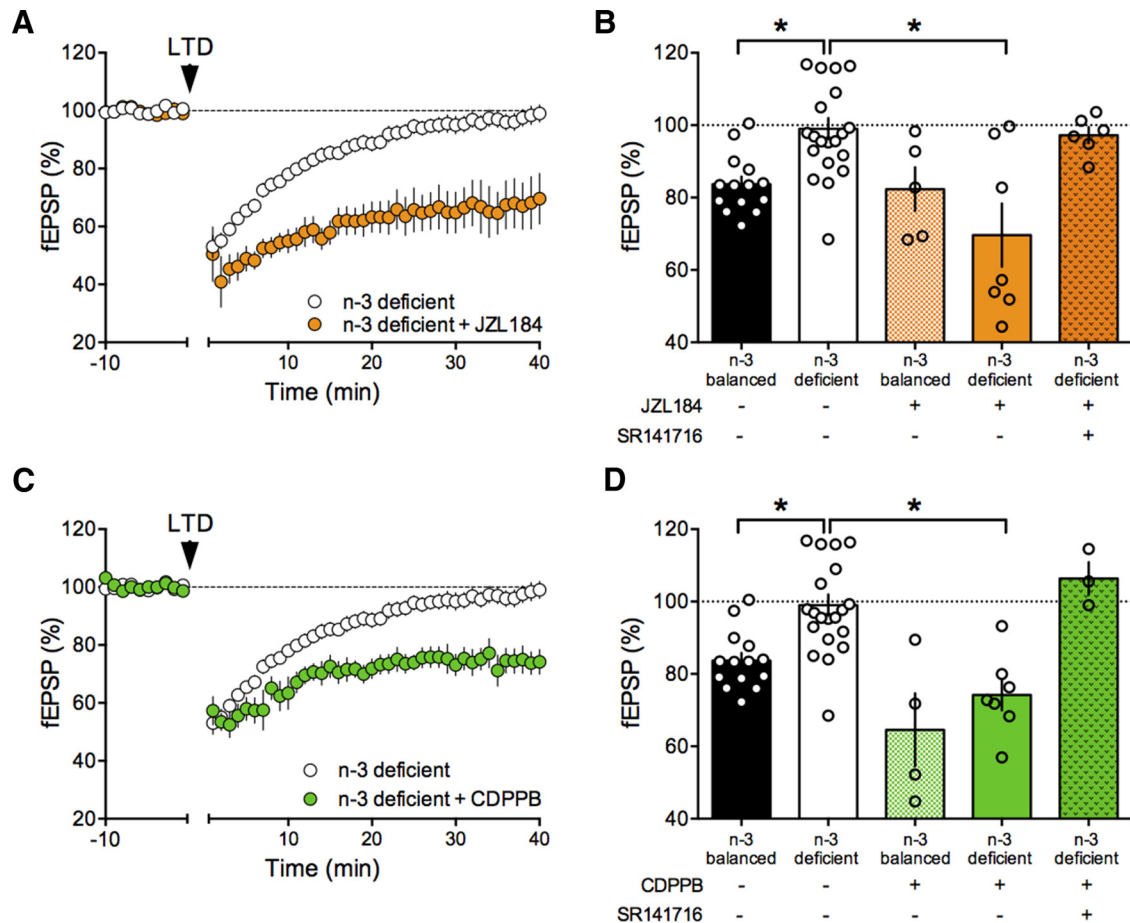 A
LTD
120
100
80
60
40
20
fEPSP (%)
n-3 deficient
n-3 deficient + JZL184
-10
10
20
30
40
Time (min)
B
*
*
120
100
80
60
40
fEPSP (%)
n-3 balanced
n-3 deficient
n-3 balanced
n-3 deficient
n-3 deficient
JZL184 - - + + +
SR141716 - - - - +
C
LTD
120
100
80
60
40
20
fEPSP (%)
n-3 deficient
n-3 deficient + CDPPB
-10
10
20
30
40
Time (min)
D
*
*
120
100
80
60
40
fEPSP (%)
n-3 balanced
n-3 deficient
n-3 balanced
n-3 deficient
n-3 deficient
CDPPB - - + + +
SR141716 - - - - +